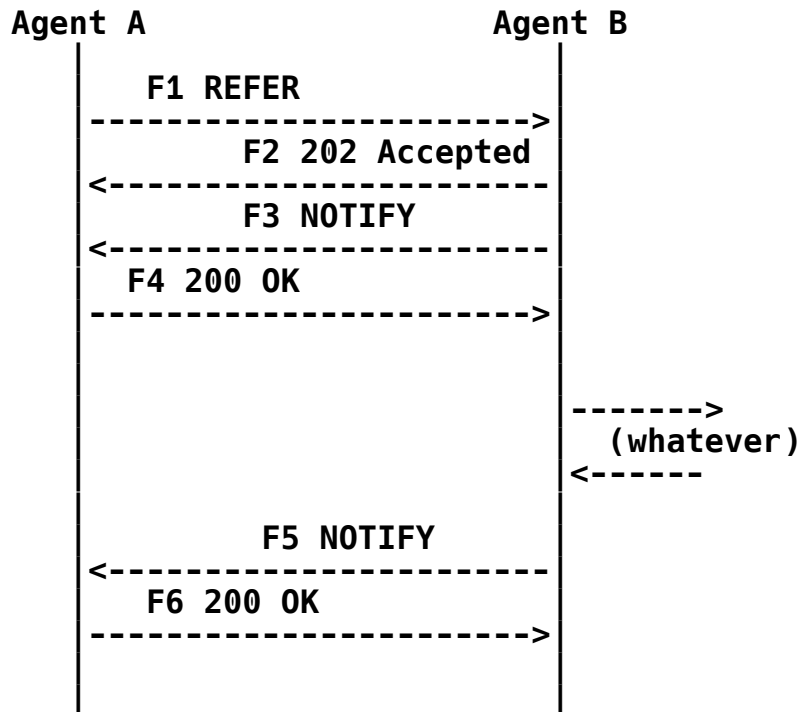 Agent A Agent B
F1 REFER
F2 202 Accepted
F3 NOTIFY
F4 200 OK
(whatever)
F5 NOTIFY
F6 200 OK